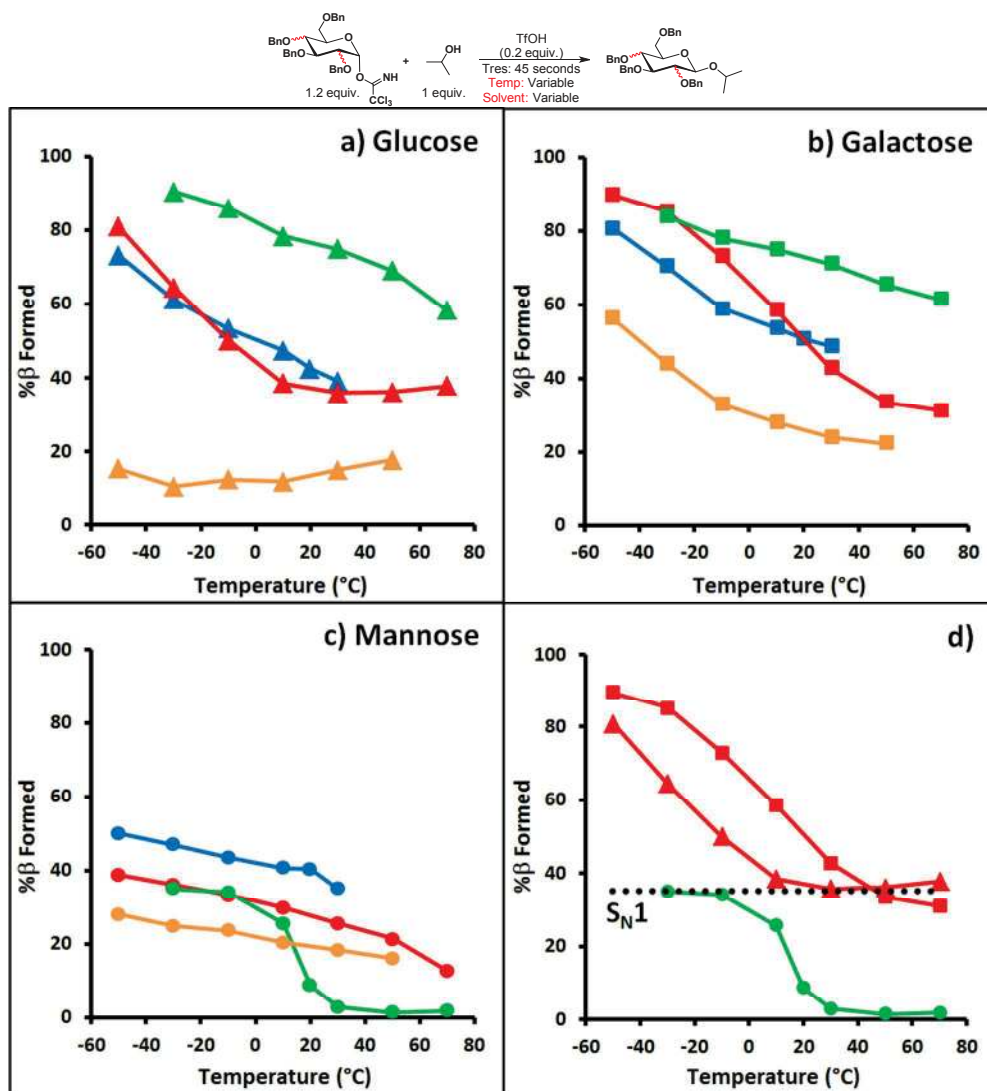 OBn
BnO
BnO
O
OBn
O
NH
CCl3
1.2 equiv.
+
OH
1 equiv.
TfOH
(0.2 equiv.)
Tres: 45 seconds
Temp: Variable
Solvent: Variable
OBn
BnO
BnO
O
O
OBn
a) Glucose
100
80
60
40
20
0
%β Formed
-60 -40 -20 0 20 40 60 80
Temperature (°C)
b) Galactose
100
80
60
40
20
0
%β Formed
-60 -40 -20 0 20 40 60 80
Temperature (°C)
c) Mannose
100
80
60
40
20
0
%β Formed
-60 -40 -20 0 20 40 60 80
Temperature (°C)
d)
100
80
60
40
20
0
%β Formed
SN1
-60 -40 -20 0 20 40 60 80
Temperature (°C)